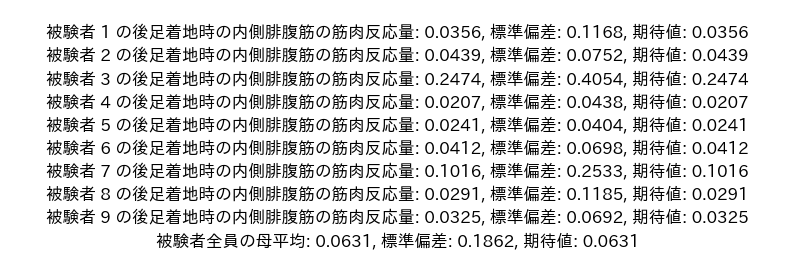 被験者 1 の後足着地時の内側腓腹筋の筋肉反応量: 0.0356, 標準偏差: 0.1168, 期待値: 0.0356
被験者 2 の後足着地時の内側腓腹筋の筋肉反応量: 0.0439, 標準偏差: 0.0752, 期待値: 0.0439
被験者 3 の後足着地時の内側腓腹筋の筋肉反応量: 0.2474, 標準偏差: 0.4054, 期待値: 0.2474
被験者 4 の後足着地時の内側腓腹筋の筋肉反応量: 0.0207, 標準偏差: 0.0438, 期待値: 0.0207
被験者 5 の後足着地時の内側腓腹筋の筋肉反応量: 0.0241, 標準偏差: 0.0404, 期待値: 0.0241
被験者 6 の後足着地時の内側腓腹筋の筋肉反応量: 0.0412, 標準偏差: 0.0698, 期待値: 0.0412
被験者 7 の後足着地時の内側腓腹筋の筋肉反応量: 0.1016, 標準偏差: 0.2533, 期待値: 0.1016
被験者 8 の後足着地時の内側腓腹筋の筋肉反応量: 0.0291, 標準偏差: 0.1185, 期待値: 0.0291
被験者 9 の後足着地時の内側腓腹筋の筋肉反応量: 0.0325, 標準偏差: 0.0692, 期待値: 0.0325
被験者全員の母平均: 0.0631, 標準偏差: 0.1862, 期待値: 0.0631